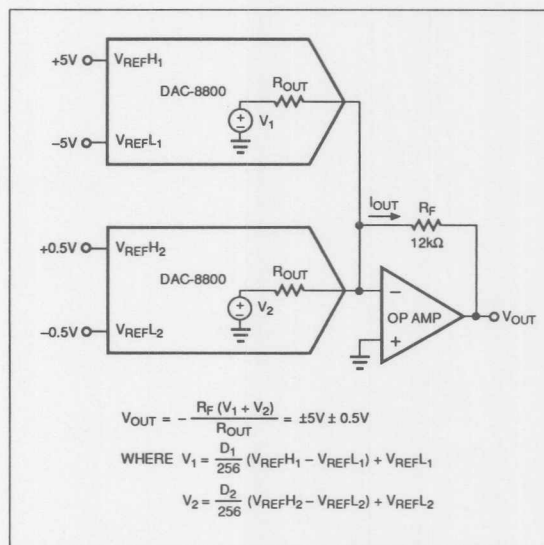 +5V
VREFH1
DAC-8800
ROUT
V1
–5V
VREFL1
IOUT
RF
12kΩ
+0.5V
VREFH2
DAC-8800
ROUT
V2
–0.5V
VREFL2
–
OP AMP
+
VOUT
VOUT = – RF (V1 + V2) / ROUT = ±5V ± 0.5V
WHERE V1 = D1 / 256 (VREFH1 – VREFL1) + VREFL1
V2 = D2 / 256 (VREFH2 – VREFL2) + VREFL2